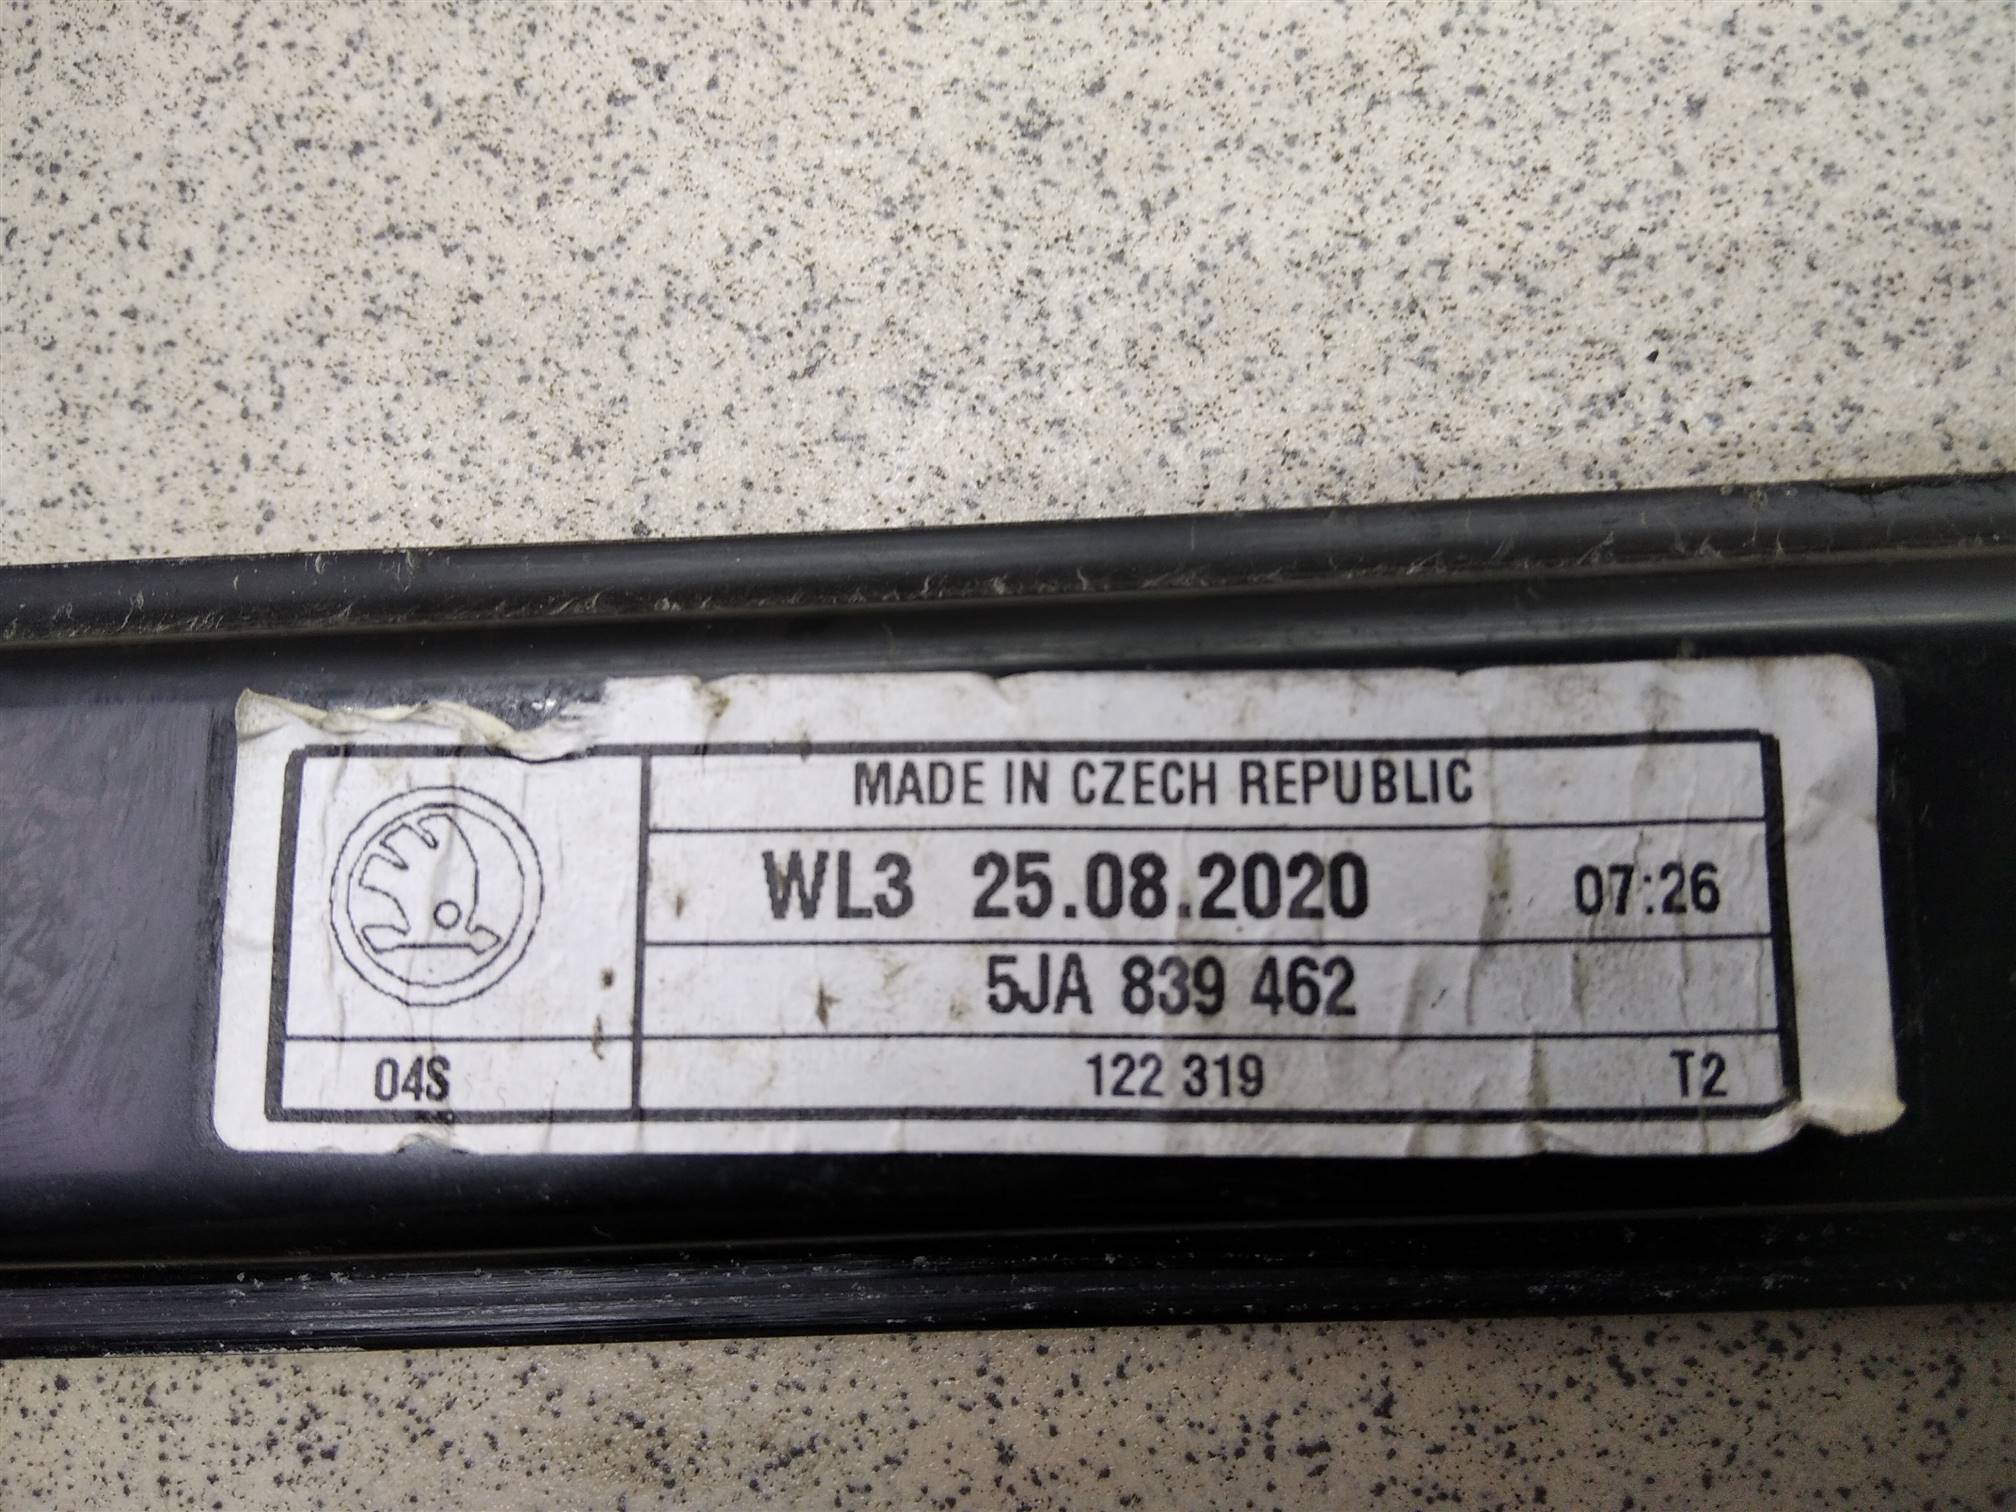 MADE IN CZECH REPUBLIC
WL3 25.08.2020 07:26
5JA 839 462
04S 122 319 T2